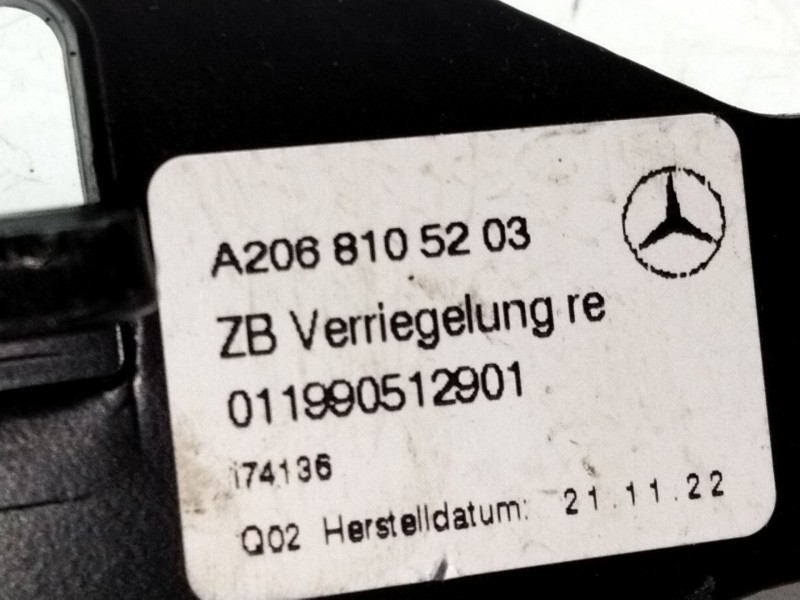 A206 810 52 03
ZB Verriegelung re
011990512901
i74136
Q02 Herstelldatum: 21.11.22